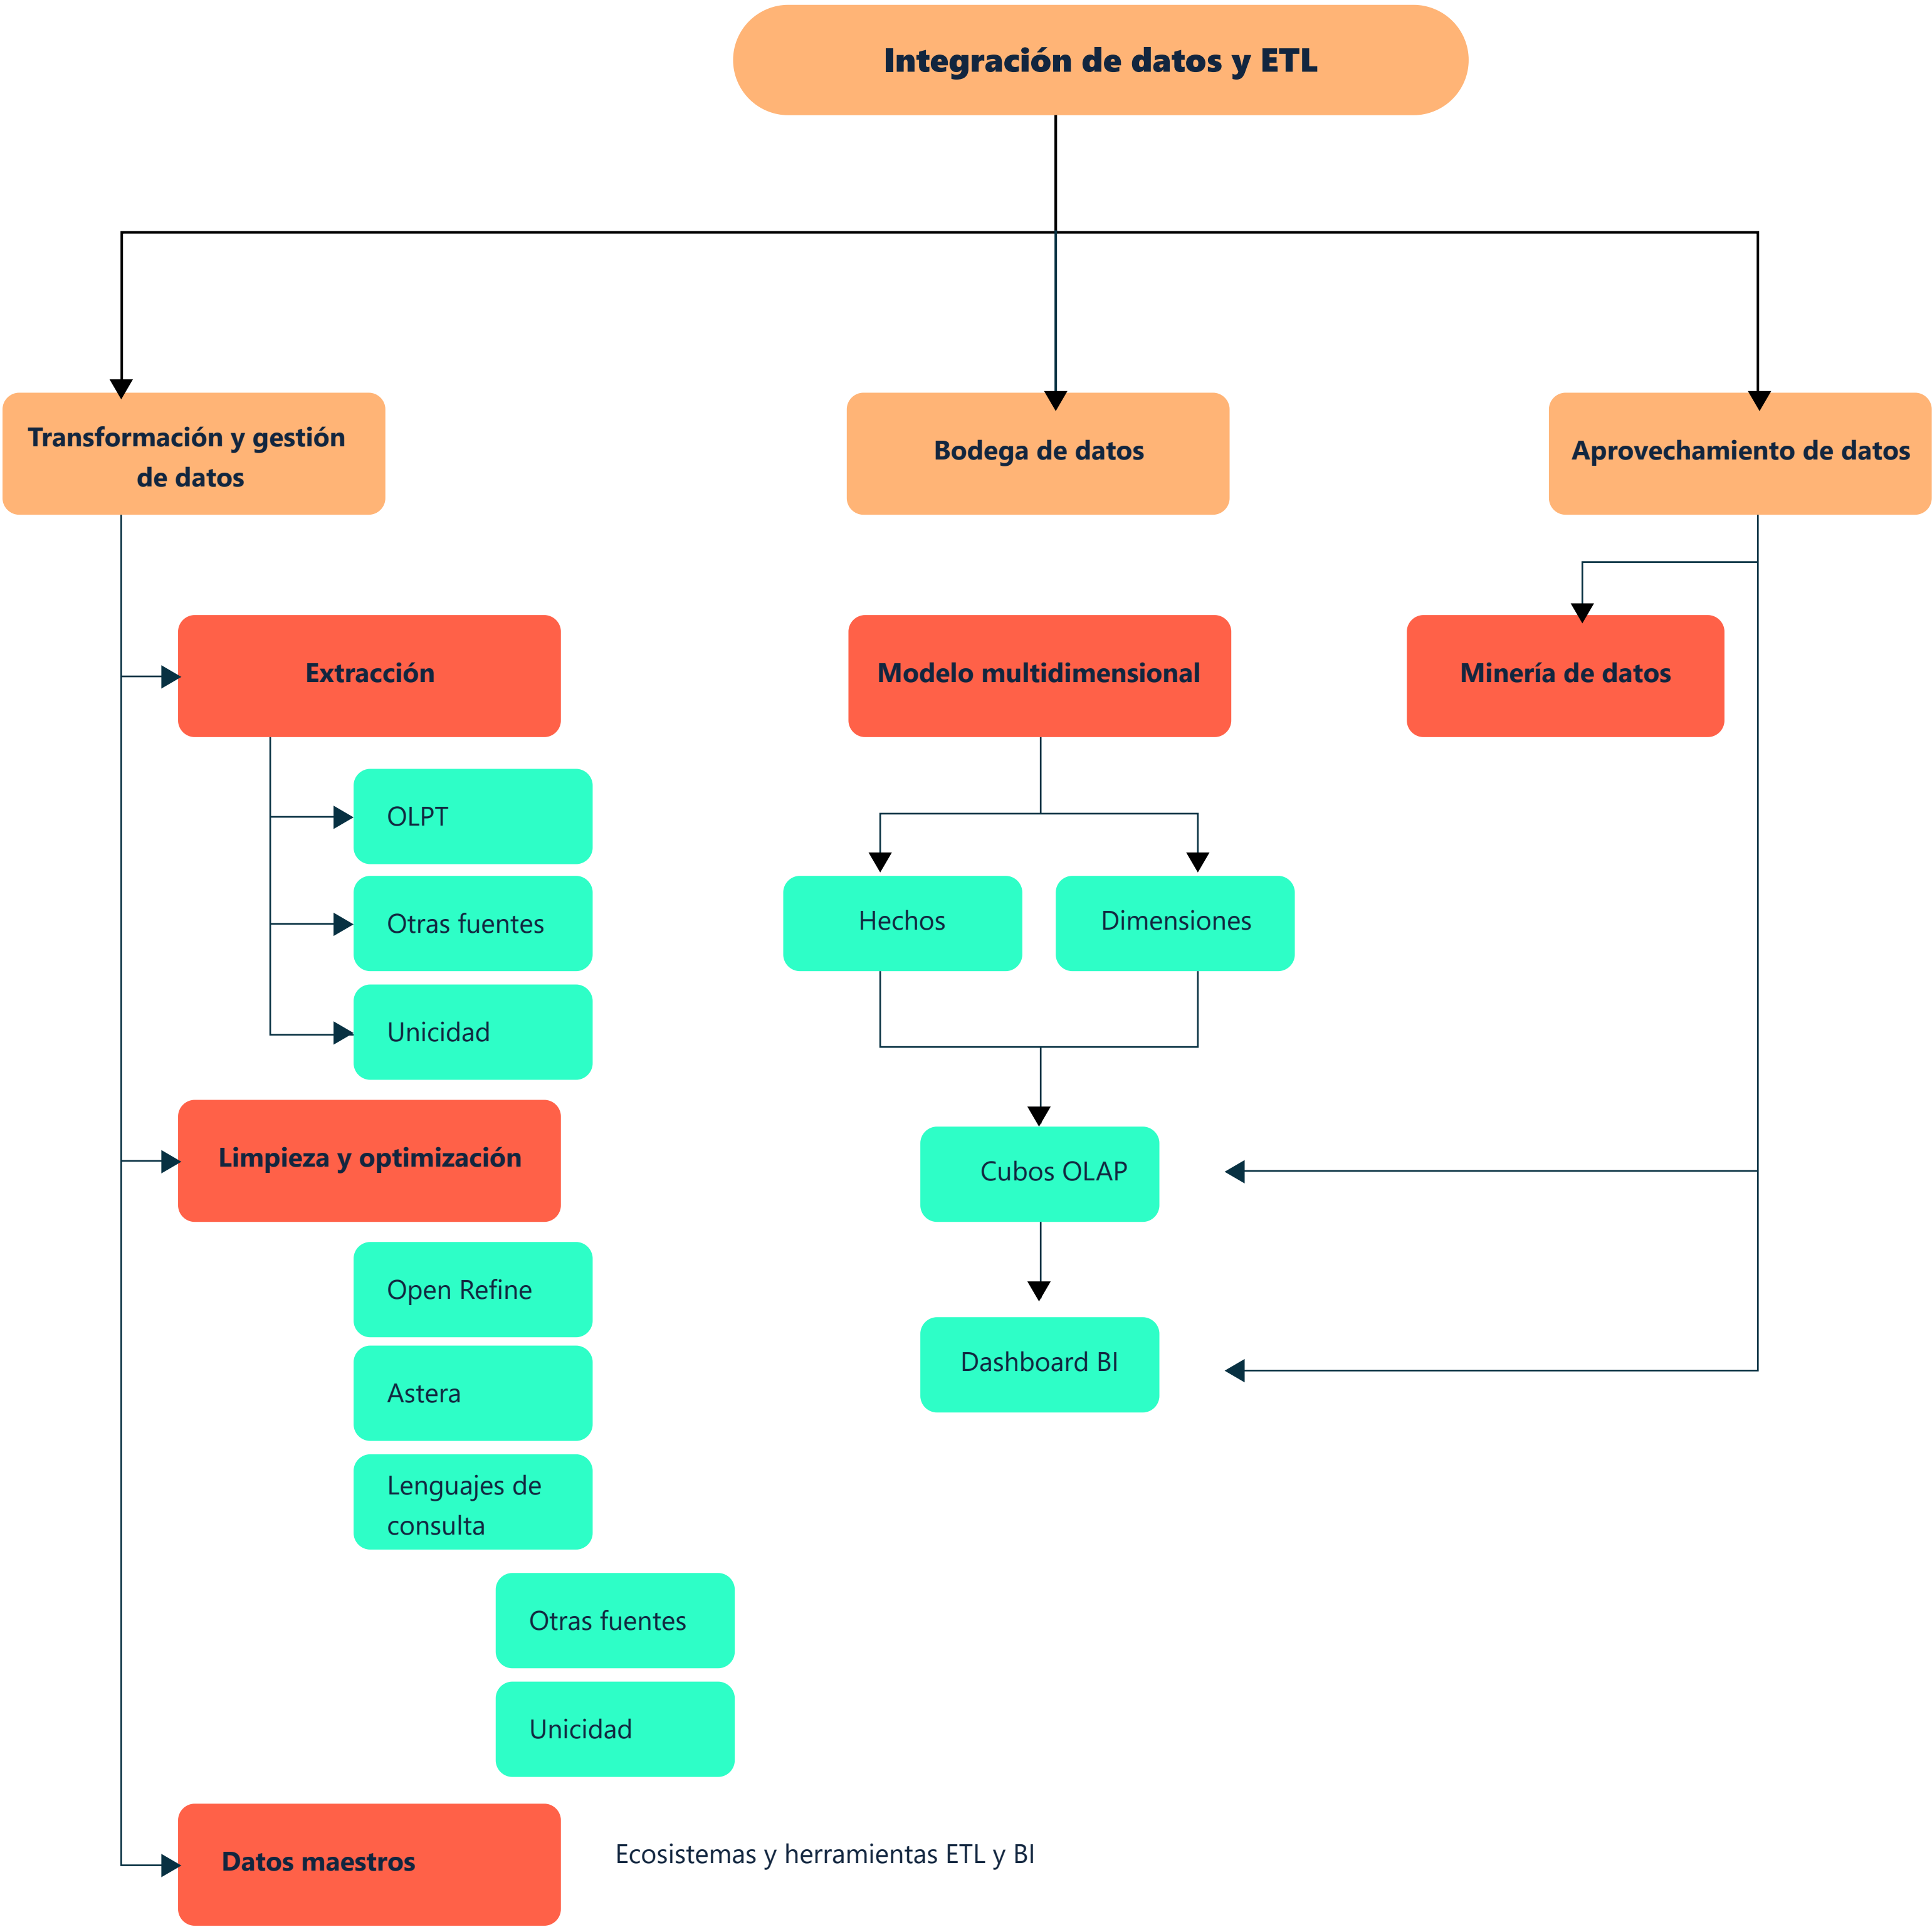 Integración de datos y ETL
Transformación y gestión
de datos
Bodega de datos
Aprovechamiento de datos
Extracción
Modelo multidimensional
Minería de datos
OLPT
Otras fuentes
Unicidad
Hechos
Dimensiones
Limpieza y optimización
Cubos OLAP
Open Refine
Astera
Dashboard BI
Lenguajes de
consulta
Otras fuentes
Unicidad
Datos maestros
Ecosistemas y herramientas ETL y BI